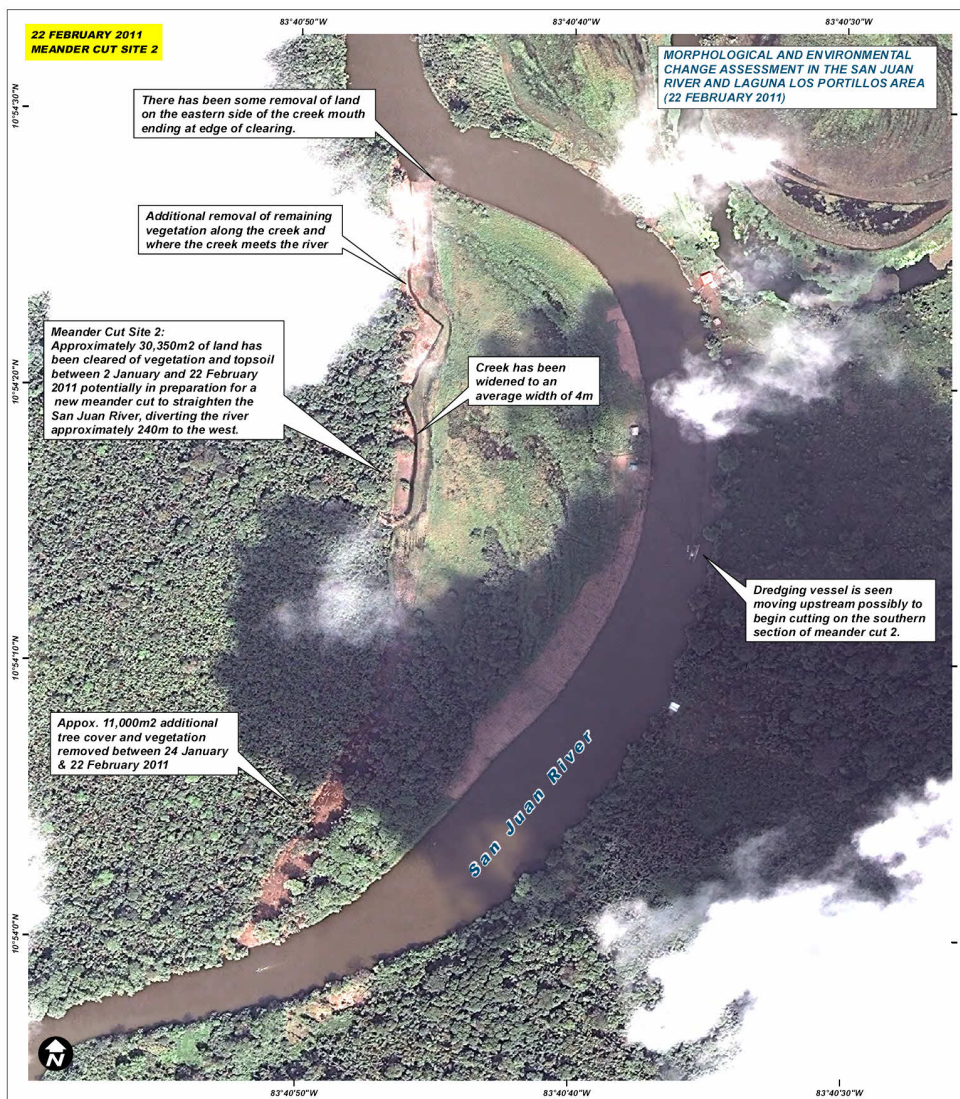 83°40'50"W
83°40'40"W
83°40'30"W
22 FEBRUARY 2011
MEANDER CUT SITE 2
MORPHOLOGICAL AND ENVIRONMENTAL
CHANGE ASSESSMENT IN THE SAN JUAN
RIVER AND LAGUNA LOS PORTILLOS AREA
(22 FEBRUARY 2011)
10°54'30"N
There has been some removal of land
on the eastern side of the creek mouth
ending at edge of clearing.
Additional removal of remaining
vegetation along the creek and
where the creek meets the river
Meander Cut Site 2:
Approximately 30,350m2 of land has
been cleared of vegetation and topsoil
between 2 January and 22 February
2011 potentially in preparation for a
new meander cut to straighten the
San Juan River, diverting the river
approximately 240m to the west.
10°54'20"N
Creek has been
widened to an
average width of 4m
Dredging vessel is seen
moving upstream possibly to
begin cutting on the southern
section of meander cut 2.
10°54'10"N
Appox. 11,000m2 additional
tree cover and vegetation
removed between 24 January
& 22 February 2011
San Juan River
10°54'0"N
N
83°40'50"W
83°40'40"W
83°40'30"W